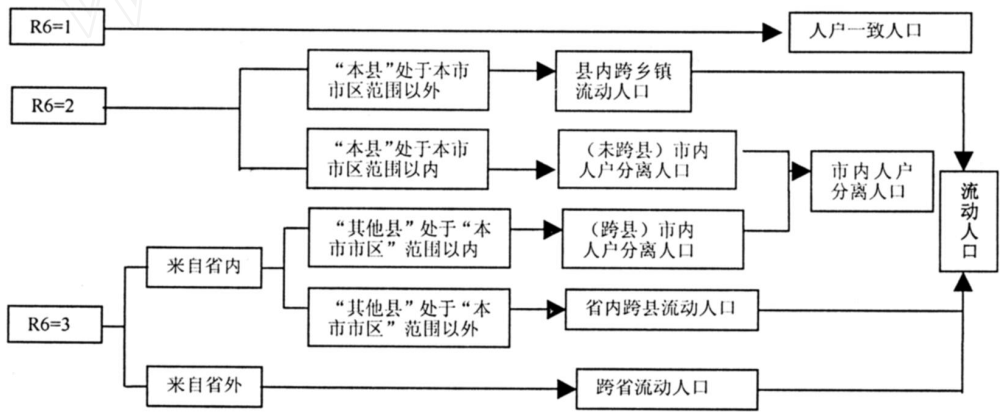 R6=1
人户一致人口
R6=2
“本县”处于本市
市区范围以外
县内跨乡镇
流动人口
“本县”处于本市
市区范围以内
（未跨县）市内
人户分离人口
市内人户
分离人口
流动人口
R6=3
来自省内
“其他县”处于“本
市市区”范围以内
（跨县）市内
人户分离人口
“其他县”处于“本
市市区”范围以外
省内跨县流动人口
来自省外
跨省流动人口